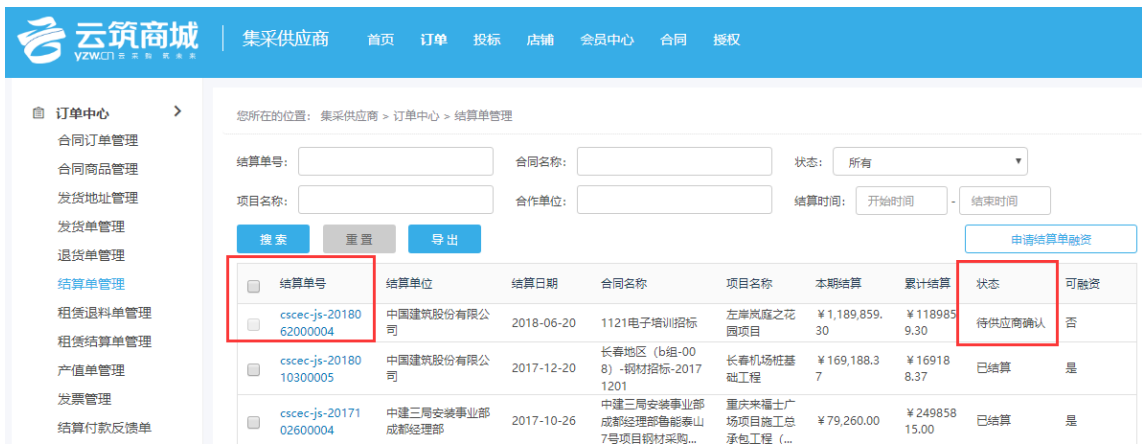 云筑商城
yzw.cn 云 采 购 筑 未 来
集采供应商 首页 订单 投标 店铺 会员中心 合同 授权
订单中心 >
合同订单管理
合同商品管理
发货地址管理
发货单管理
退货单管理
结算单管理
租赁退料单管理
租赁结算单管理
产值单管理
发票管理
结算付款反馈单
您所在的位置: 集采供应商 > 订单中心 > 结算单管理
结算单号: 合同名称: 状态: 所有
项目名称: 合作单位: 结算时间: 开始时间 - 结束时间
搜索 重置 导出 申请结算单融资
结算单号 结算单位 结算日期 合同名称 项目名称 本期结算 累计结算 状态 可融资
cscec-js-20180 中国建筑股份有限公 2018-06-20 1121电子培训招标 左岸岚庭之花 ¥1,189,859. ¥118985 待供应商确认 否
62000004 司 园项目 30 9.30
cscec-js-20180 中国建筑股份有限公 2017-12-20 长春地区(b组-00 长春机场桩基 ¥169,188.3 ¥16918 已结算 是
10300005 司 8)-钢材招标-2017 础工程 7 8.37
1201
cscec-js-20171 中建三局安装事业部 2017-10-26 中建三局安装事业部 重庆来福士广 ¥79,260.00 ¥249858 已结算 是
02600004 成都经理部 成都经理部鲁能泰山 场项目施工总 15.00
7号项目钢材采购... 承包工程(...